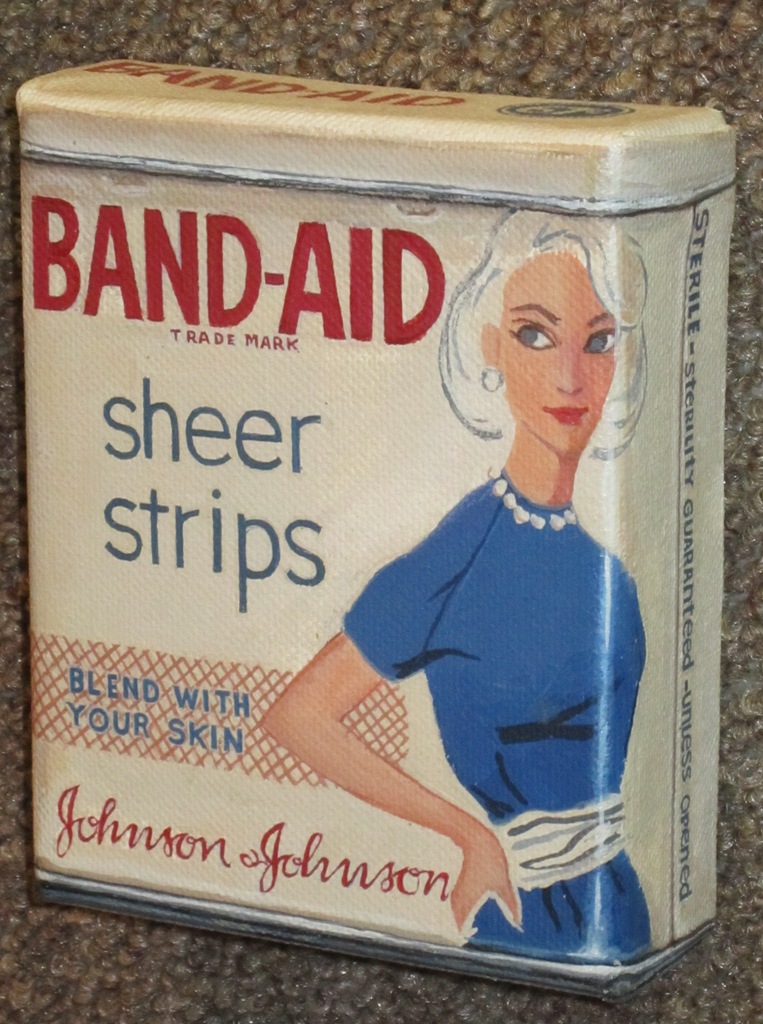 BAND-AID
BAND-AID
TRADE MARK
sheer
strips
BLEND WITH
YOUR SKIN
Johnson & Johnson
STERILE - STERILITY GUARANTEED - UNLESS OPENED